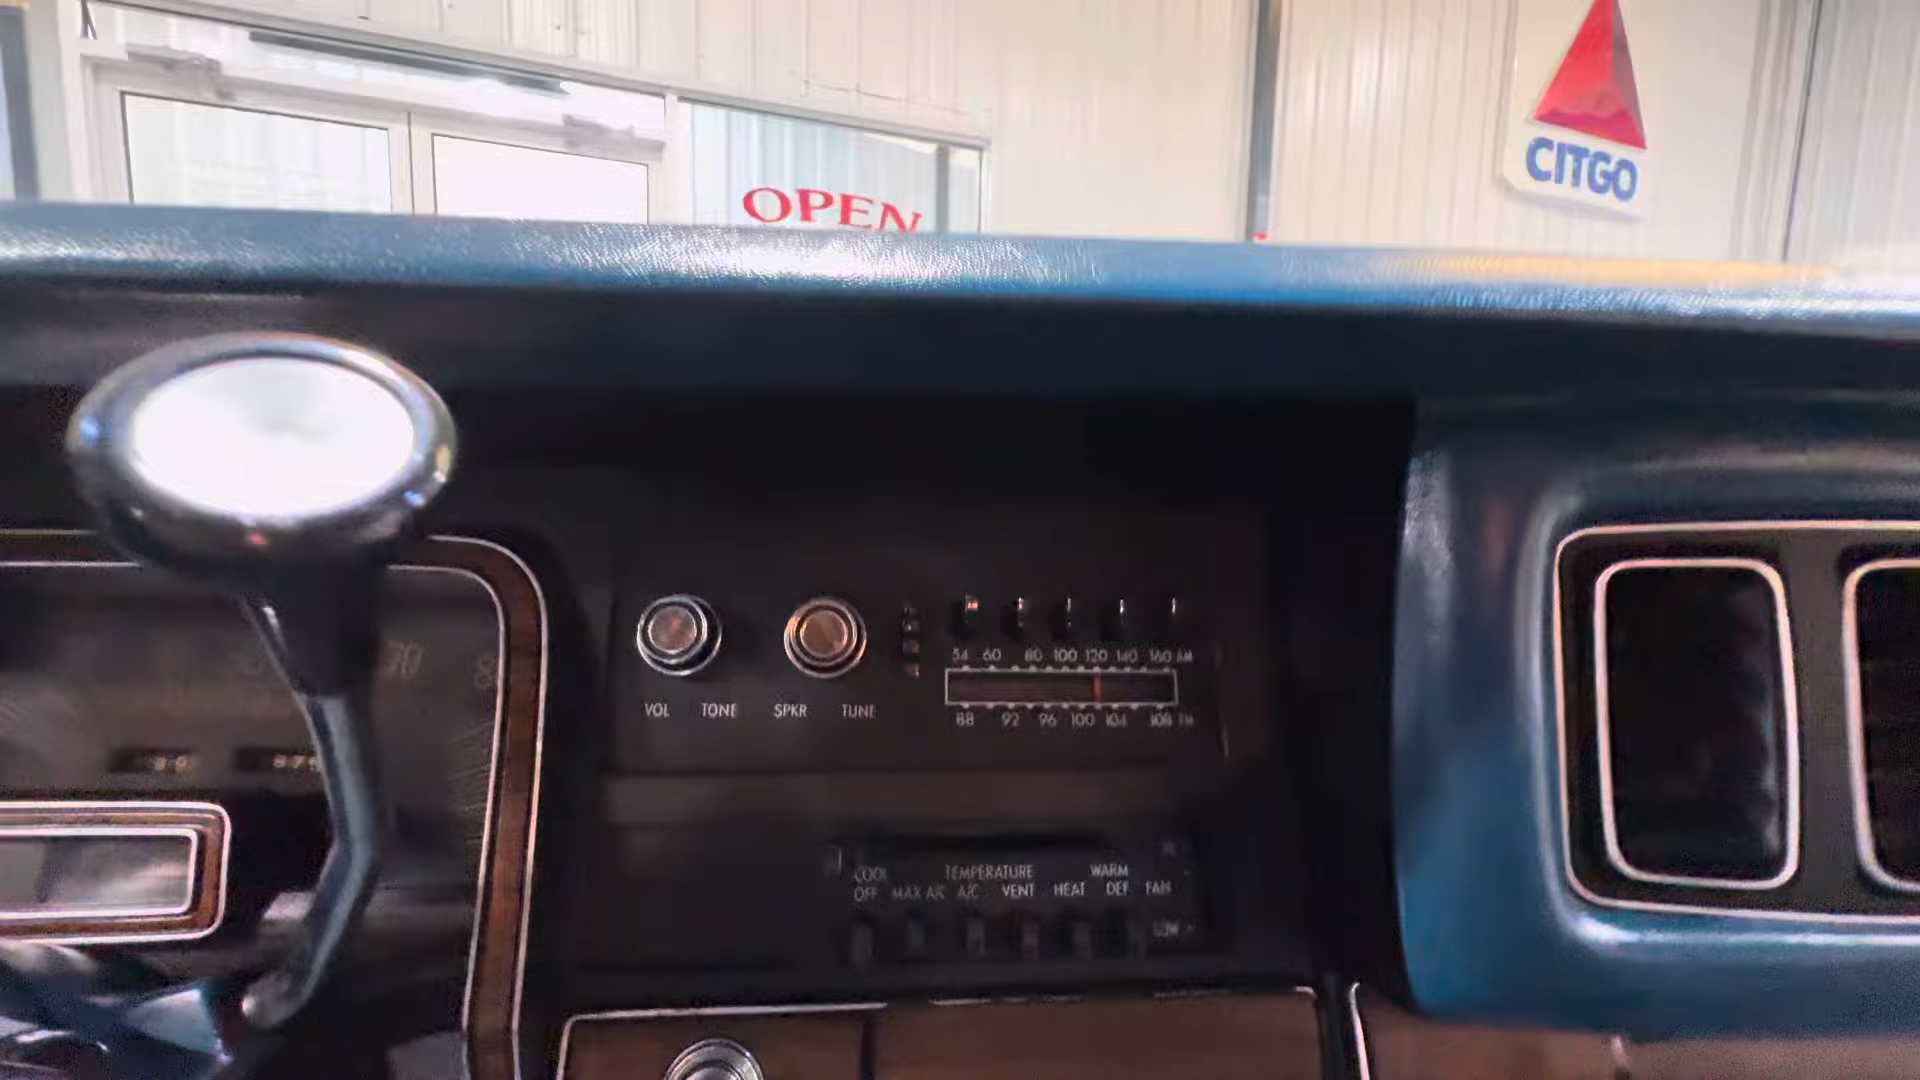 CITGO
OPEN
70
54 60 80 100 120 140 160 AM
VOL TONE SPKR TUNE
88 92 96 100 104 108 FM
COOL TEMPERATURE WARM
OFF MAX A/C A/C VENT HEAT DEF FAN
LOW